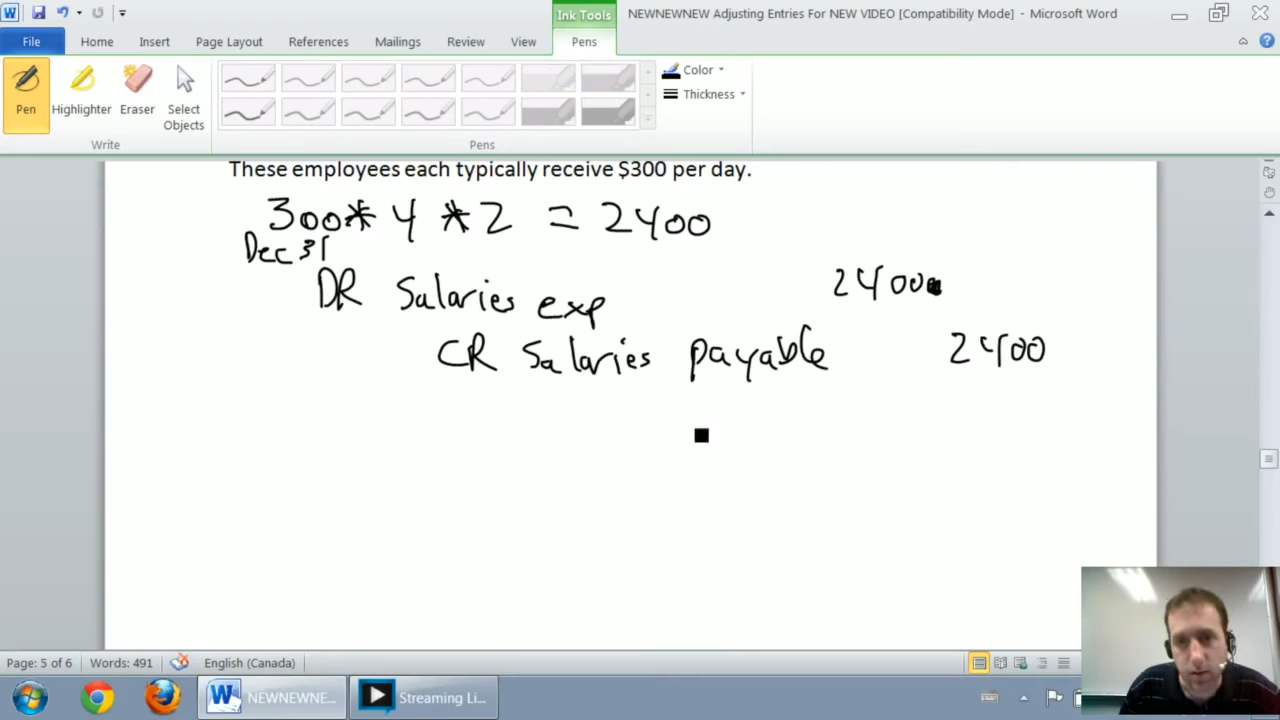 Ink Tools
NEWNEWNEW Adjusting Entries For NEW VIDEO [Compatibility Mode] - Microsoft Word
File Home Insert Page Layout References Mailings Review View Pens
Pen Highlighter Eraser Select Objects
Color
Thickness
Write Pens
These employees each typically receive $300 per day.
300* 4 *2 = 2400
Dec 31
DR Salaries exp 2400
CR Salaries payable 2400
Page: 5 of 6 Words: 491 English (Canada)
NEWNEWNE... Streaming Li...